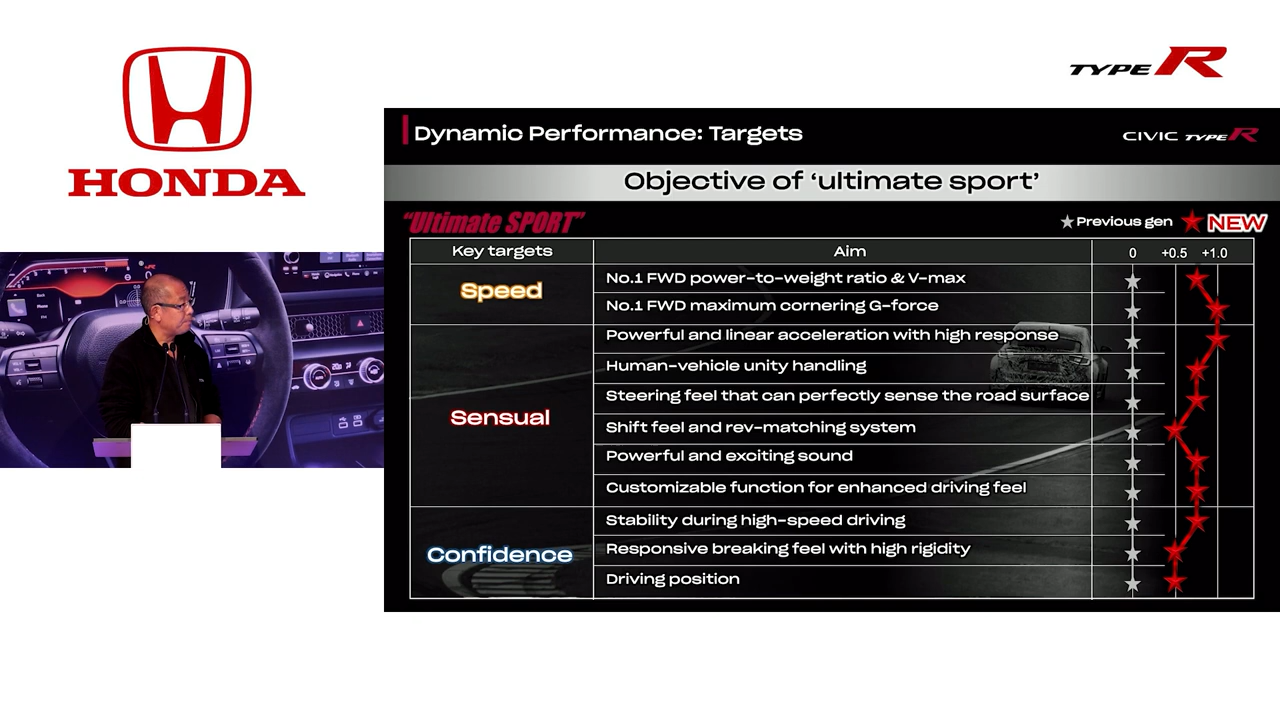 HONDA
TYPE R
Dynamic Performance: Targets
CIVIC TYPE R
Objective of ‘ultimate sport’
“Ultimate SPORT”
Previous gen NEW
Key targets Aim 0 +0.5 +1.0
Speed
No.1 FWD power-to-weight ratio & V-max
No.1 FWD maximum cornering G-force
Sensual
Powerful and linear acceleration with high response
Human-vehicle unity handling
Steering feel that can perfectly sense the road surface
Shift feel and rev-matching system
Powerful and exciting sound
Customizable function for enhanced driving feel
Confidence
Stability during high-speed driving
Responsive breaking feel with high rigidity
Driving position